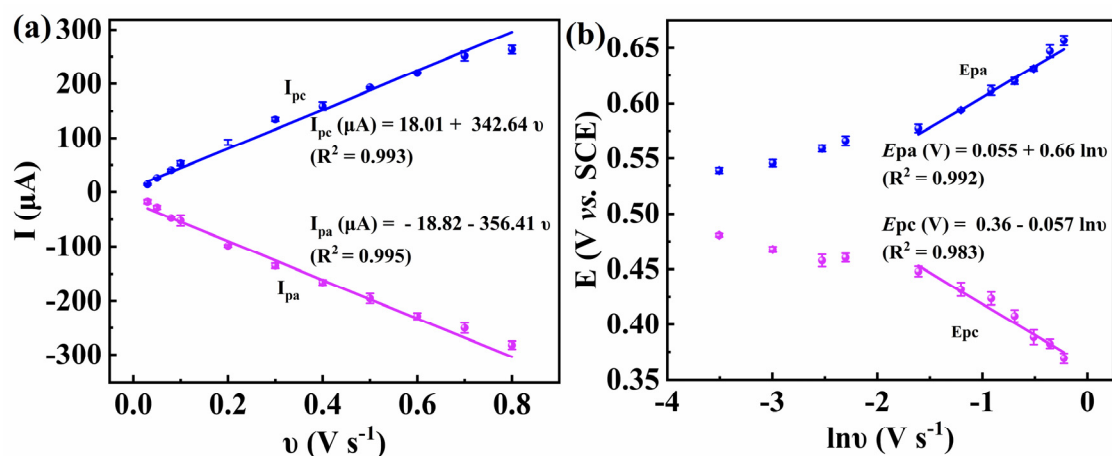 (a)
300
200
100
0
-100
-200
-300
I (μA)
I_pc
I_pc (μA) = 18.01 + 342.64 υ
(R² = 0.993)
I_pa (μA) = - 18.82 - 356.41 υ
(R² = 0.995)
I_pa
0.0 0.2 0.4 0.6 0.8
υ (V s⁻¹)
(b)
0.65
0.60
0.55
0.50
0.45
0.40
0.35
E (V vs. SCE)
Epa
Epa (V) = 0.055 + 0.66 lnυ
(R² = 0.992)
Epc (V) = 0.36 - 0.057 lnυ
(R² = 0.983)
Epc
-4 -3 -2 -1 0
lnυ (V s⁻¹)